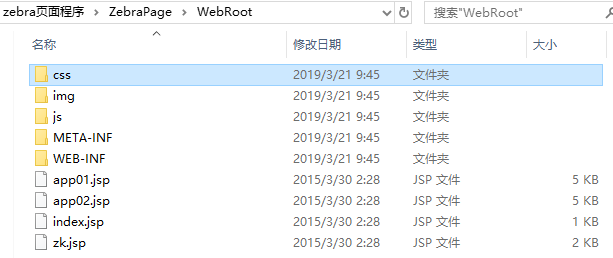 zebra页面程序 ZebraPage WebRoot 搜索"WebRoot"
名称 修改日期 类型 大小
css 2019/3/21 9:45 文件夹
img 2019/3/21 9:45 文件夹
js 2019/3/21 9:45 文件夹
META-INF 2019/3/21 9:45 文件夹
WEB-INF 2019/3/21 9:45 文件夹
app01.jsp 2015/3/30 2:28 JSP 文件 5 KB
app02.jsp 2015/3/30 2:28 JSP 文件 5 KB
index.jsp 2015/3/30 2:28 JSP 文件 1 KB
zk.jsp 2015/3/30 2:28 JSP 文件 2 KB